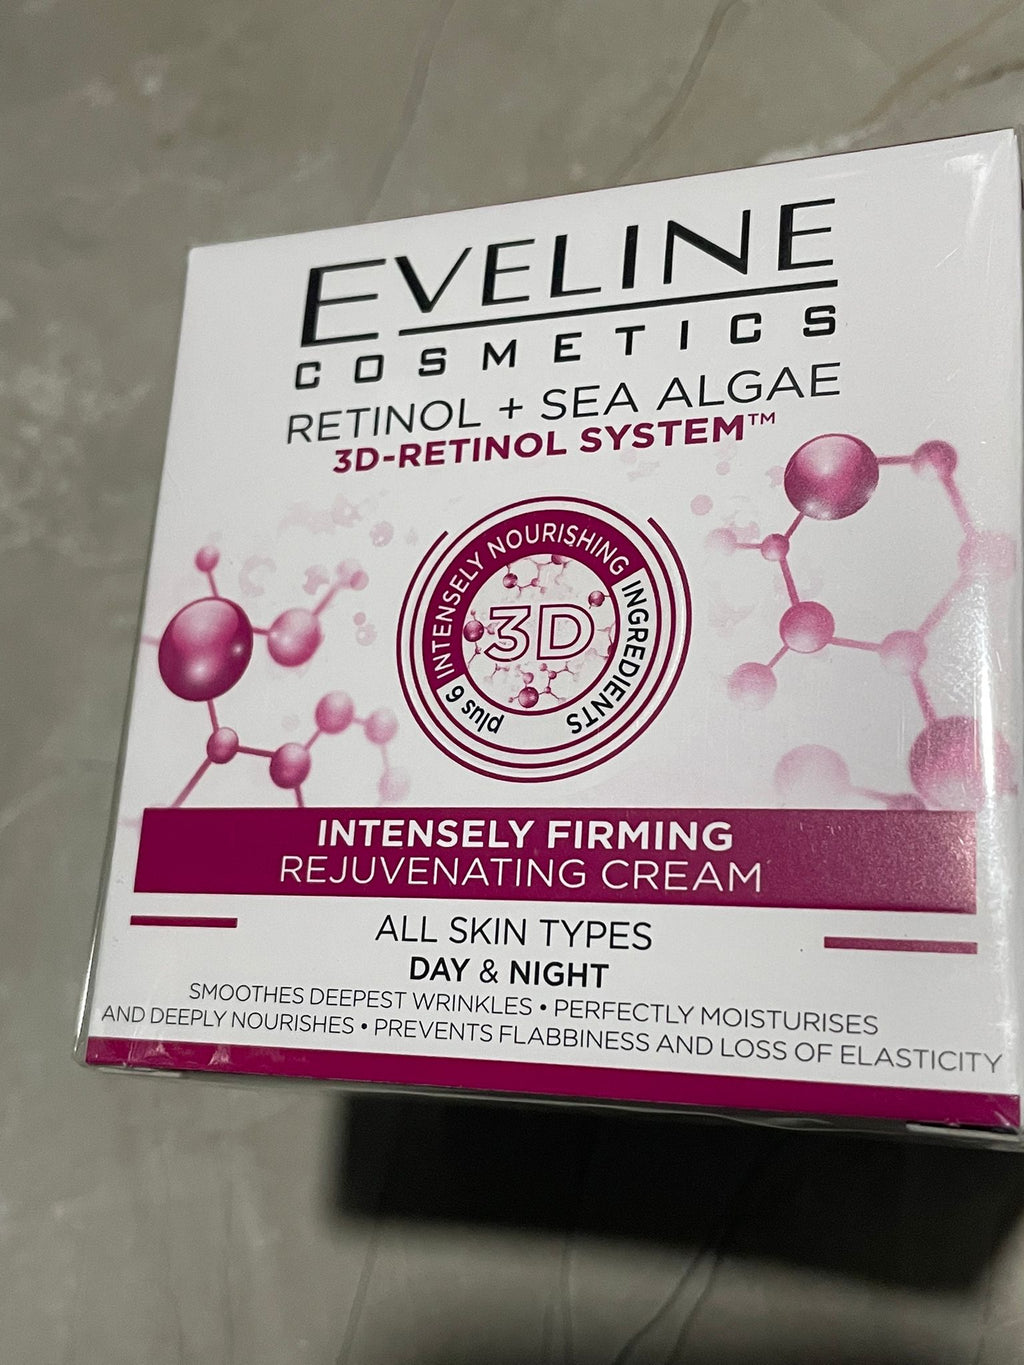 EVELINE
COSMETICS
RETINOL + SEA ALGAE
3D-RETINOL SYSTEM™
plus 6 INTENSELY NOURISHING INGREDIENTS
3D
INTENSELY FIRMING
REJUVENATING CREAM
ALL SKIN TYPES
DAY & NIGHT
SMOOTHES DEEPEST WRINKLES • PERFECTLY MOISTURISES
AND DEEPLY NOURISHES • PREVENTS FLABBINESS AND LOSS OF ELASTICITY